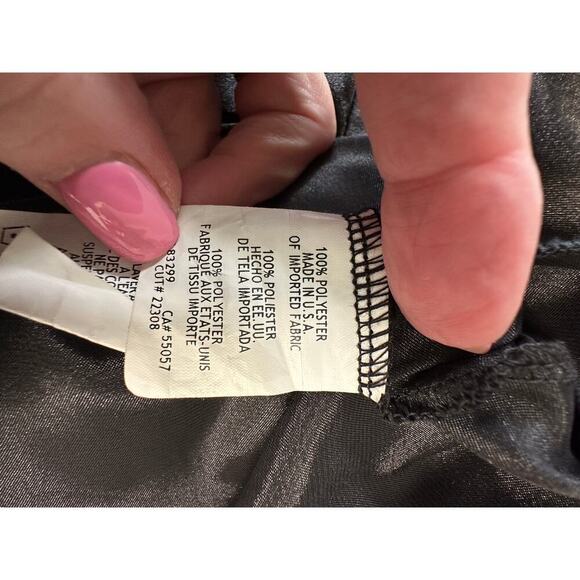 100% POLYESTER
MADE IN U.S.A.
OF IMPORTED FABRIC
100% POLIESTER
HECHO EN EE. UU.
DE TELA IMPORTADA
100% POLYESTER
FABRIQUE AUX ETATS-UNIS
DE TISSU IMPORTE
83299 CA# 55057
CUT# 22308